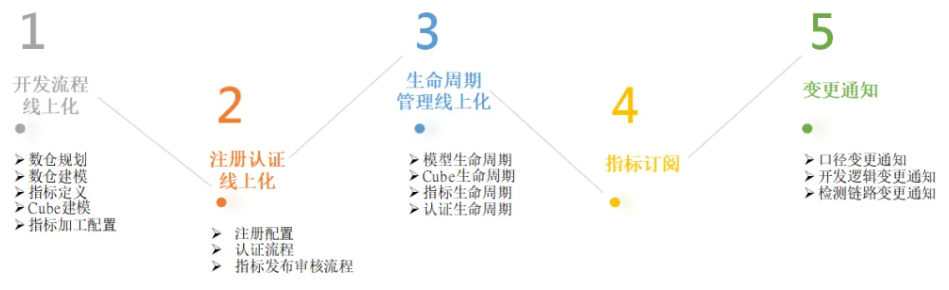 1
开发流程
线上化
数仓规划
数仓建模
指标定义
Cube建模
指标加工配置
2
注册认证
线上化
注册配置
认证流程
指标发布审核流程
3
生命周期
管理线上化
模型生命周期
Cube生命周期
指标生命周期
认证生命周期
4
指标订阅
5
变更通知
口径变更通知
开发逻辑变更通知
检测链路变更通知